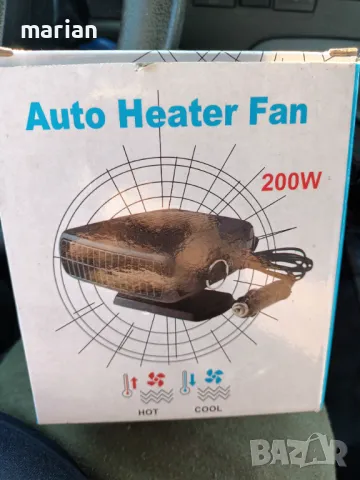 marian
Auto Heater Fan
200W
HOT COOL
BAZAR